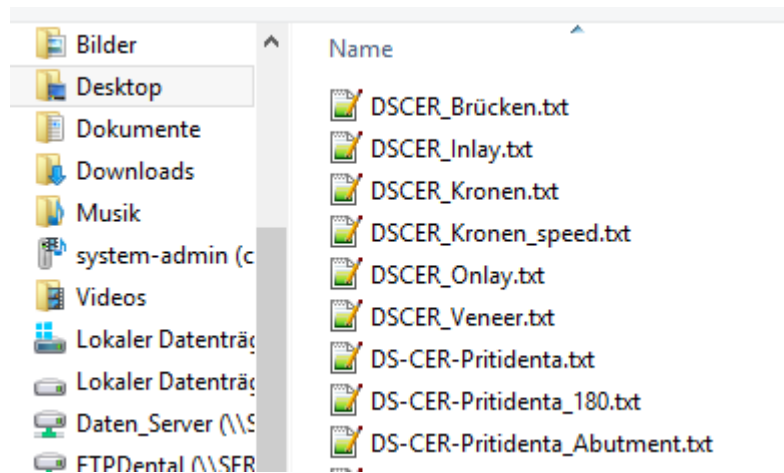 Bilder
Desktop
Dokumente
Downloads
Musik
system-admin (c
Videos
Lokaler Datenträg
Lokaler Datenträg
Daten_Server (\\S
FTPDental (\\SER
Name
DSCER_Brücken.txt
DSCER_Inlay.txt
DSCER_Kronen.txt
DSCER_Kronen_speed.txt
DSCER_Onlay.txt
DSCER_Veneer.txt
DS-CER-Pritidenta.txt
DS-CER-Pritidenta_180.txt
DS-CER-Pritidenta_Abutment.txt